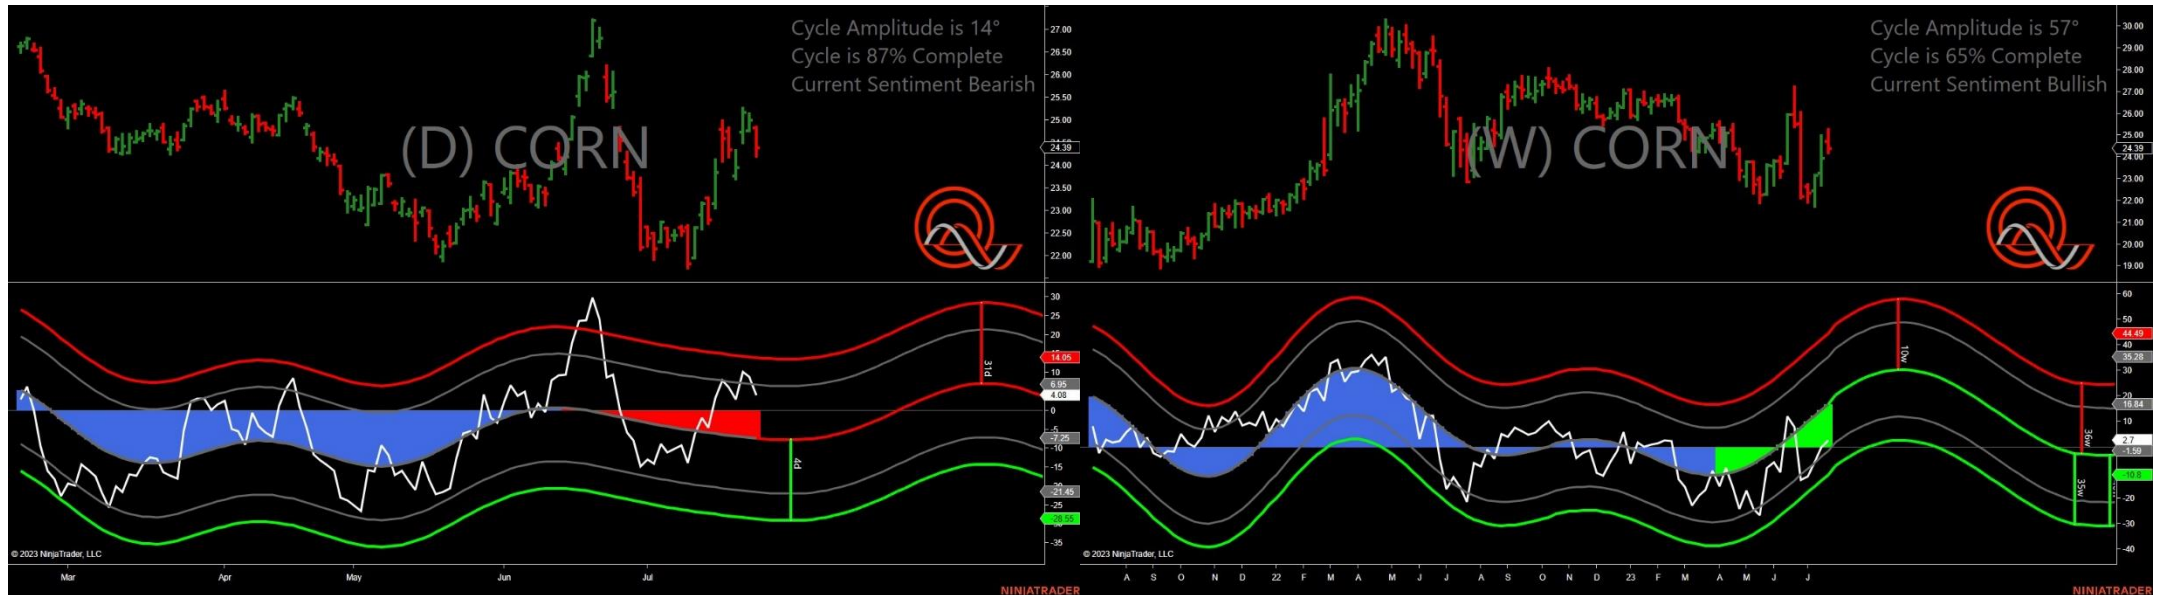 Cycle Amplitude is 14°
Cycle is 87% Complete
Current Sentiment Bearish
(D) CORN
27.00
26.50
26.00
25.50
25.00
24.39
24.00
23.50
23.00
22.50
22.00
30
25
20
14.05
10
6.95
4.08
0
-5
-7.25
-10
-15
-21.45
-25
-28.55
-35
31d
4d
© 2023 NinjaTrader, LLC
Mar Apr May Jun Jul
NINJATRADER
Cycle Amplitude is 57°
Cycle is 65% Complete
Current Sentiment Bullish
(W) CORN
30.00
29.00
28.00
27.00
26.00
25.00
24.39
24.00
23.00
22.00
21.00
20.00
19.00
60
50
44.49
40
35.28
30
20
16.84
10
2.7
-1.59
-10.8
-20
-30
-40
10w
36w
35w
© 2023 NinjaTrader, LLC
A S O N D 22 F M A M J J A S O N D 23 F M A M J J
NINJATRADER